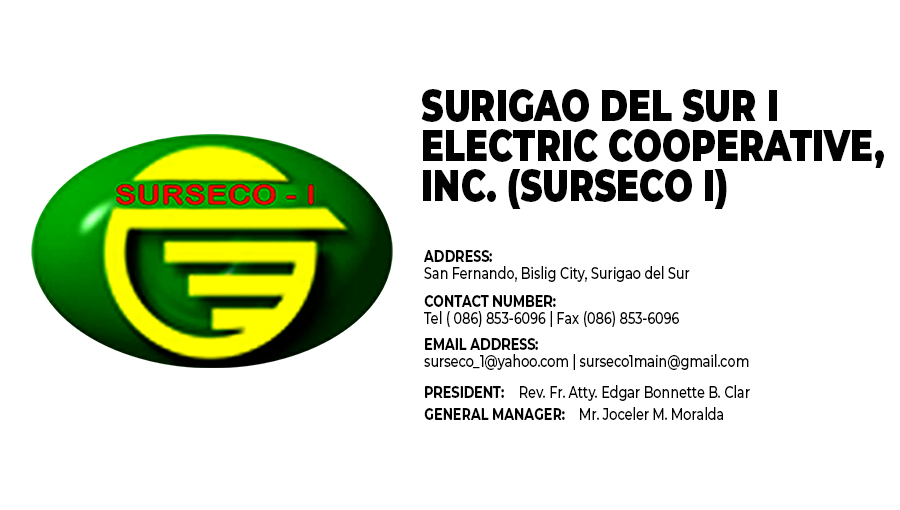 SURSECO - I
SURIGAO DEL SUR I
ELECTRIC COOPERATIVE,
INC. (SURSECO I)
ADDRESS:
San Fernando, Bislig City, Surigao del Sur
CONTACT NUMBER:
Tel ( 086) 853-6096 | Fax (086) 853-6096
EMAIL ADDRESS:
surseco_1@yahoo.com | surseco1main@gmail.com
PRESIDENT: Rev. Fr. Atty. Edgar Bonnette B. Clar
GENERAL MANAGER: Mr. Joceler M. Moralda